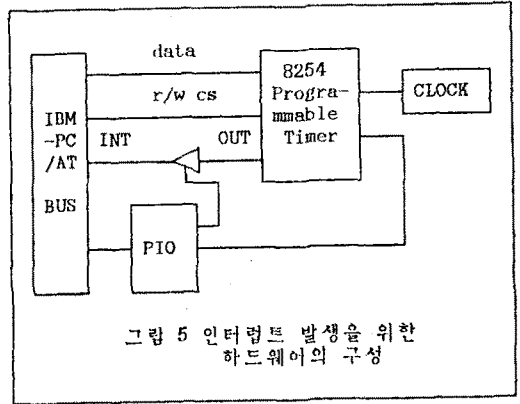 data
8254
Progra-
mmable
Timer
CLOCK
r/w cs
IBM
-PC
/AT
BUS
INT
OUT
PIO
그림 5 인터럽트 발생을 위한
하드웨어의 구성